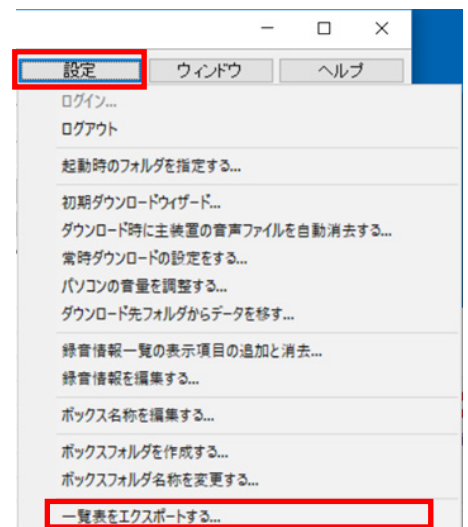 設定 ウィンドウ ヘルプ
ログイン...
ログアウト
起動時のフォルダを指定する...
初期ダウンロードウィザード...
ダウンロード時に主装置の音声ファイルを自動消去する...
常時ダウンロードの設定をする...
パソコンの音量を調整する...
ダウンロード先フォルダからデータを移す...
録音情報一覧の表示項目の追加と消去...
録音情報を編集する...
ボックス名称を編集する...
ボックスフォルダを作成する...
ボックスフォルダ名称を変更する...
一覧表をエクスポートする...